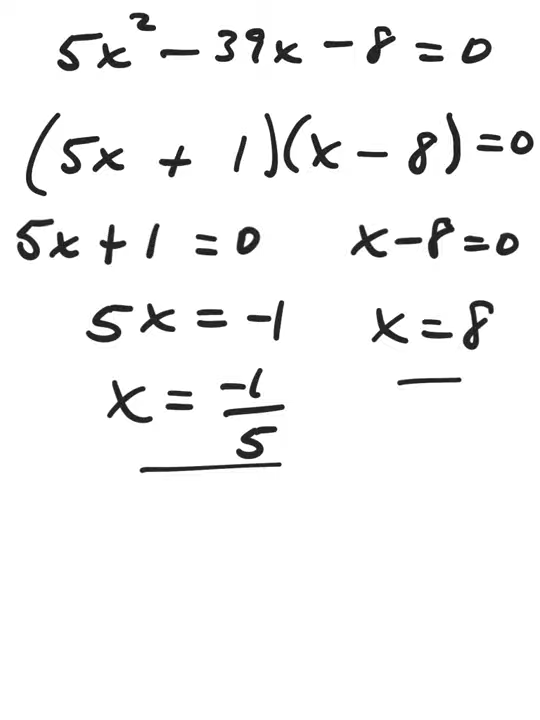 5x² - 39x - 8 = 0
(5x + 1)(x - 8) = 0
5x + 1 = 0 x - 8 = 0
5x = -1 x = 8
x = -1/5